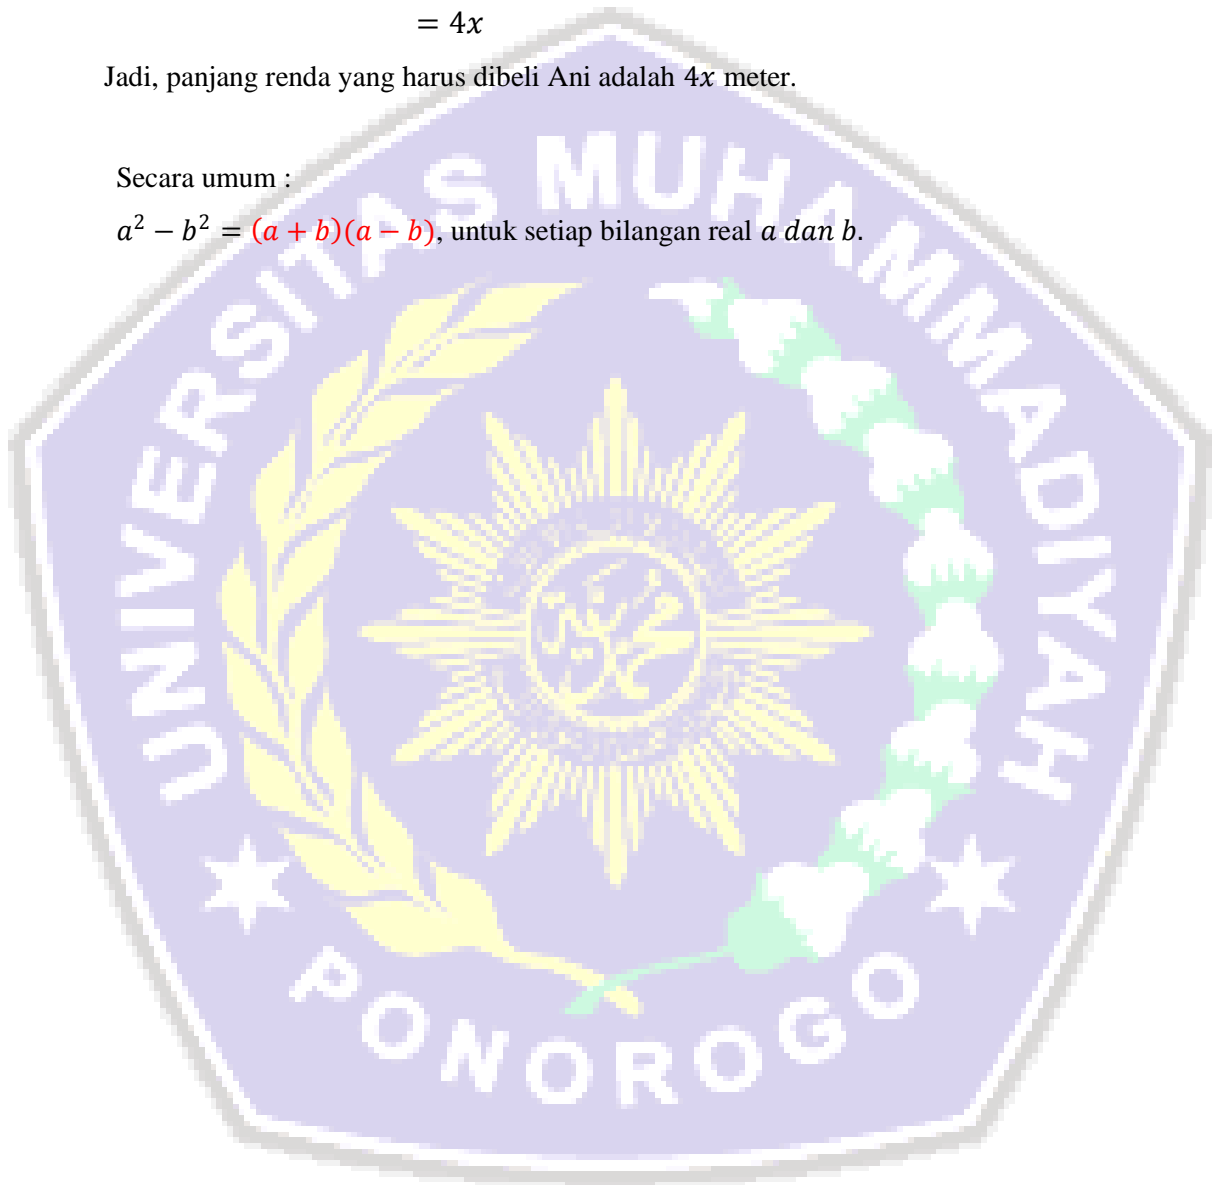 = 4𝑥
Jadi, panjang renda yang harus dibeli Ani adalah 4𝑥 meter.
Secara umum :
𝑎² − 𝑏² = (𝑎 + 𝑏)(𝑎 − 𝑏), untuk setiap bilangan real 𝑎 𝑑𝑎𝑛 𝑏.
UNIVERSITAS MUHAMMADIYAH
PONOROGO